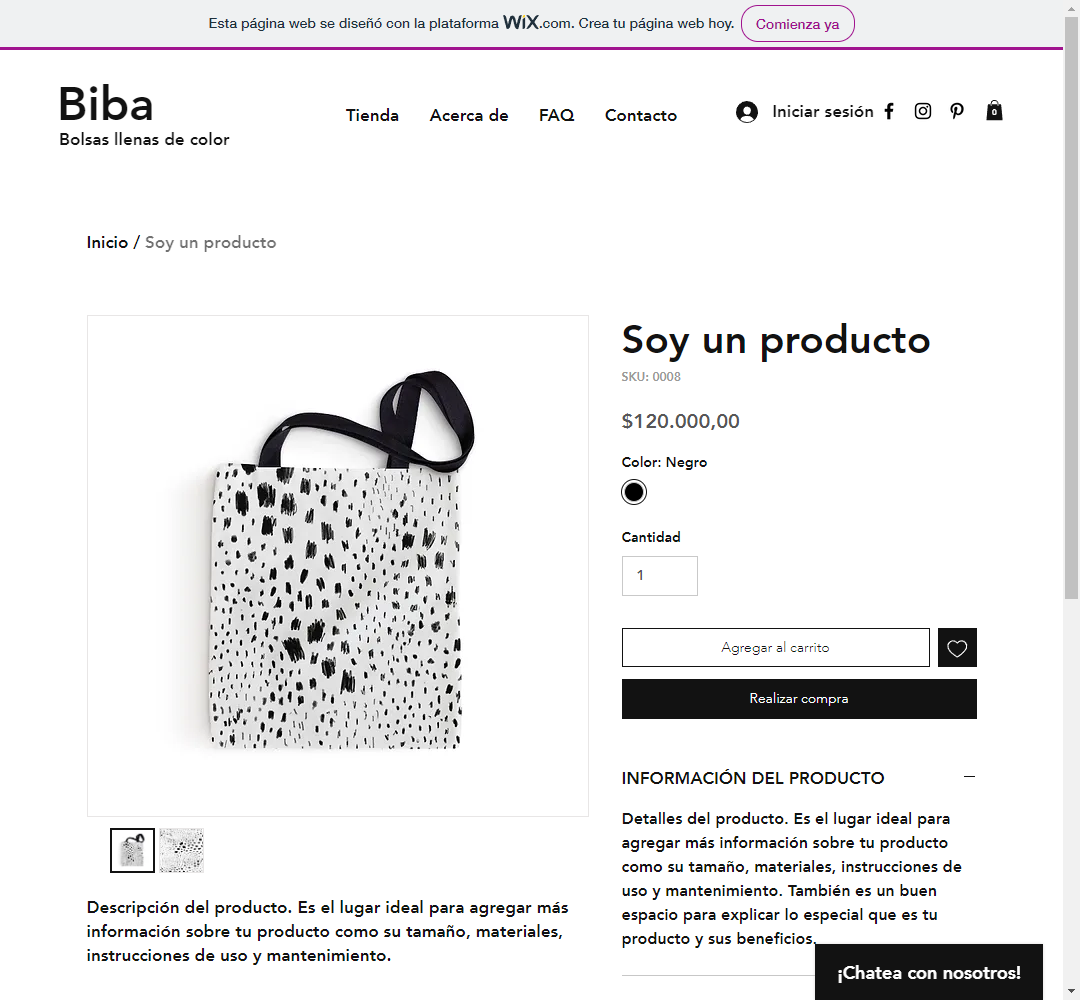 Esta página web se diseñó con la plataforma WiX.com. Crea tu página web hoy. Comienza ya
Biba
Bolsas llenas de color
Tienda Acerca de FAQ Contacto
Iniciar sesión
0
Inicio / Soy un producto
Soy un producto
SKU: 0008
$120.000,00
Color: Negro
Cantidad
1
Agregar al carrito
Realizar compra
INFORMACIÓN DEL PRODUCTO
Detalles del producto. Es el lugar ideal para
agregar más información sobre tu producto
como su tamaño, materiales, instrucciones de
uso y mantenimiento. También es un buen
espacio para explicar lo especial que es tu
producto y sus beneficios.
Descripción del producto. Es el lugar ideal para agregar más
información sobre tu producto como su tamaño, materiales,
instrucciones de uso y mantenimiento.
¡Chatea con nosotros!